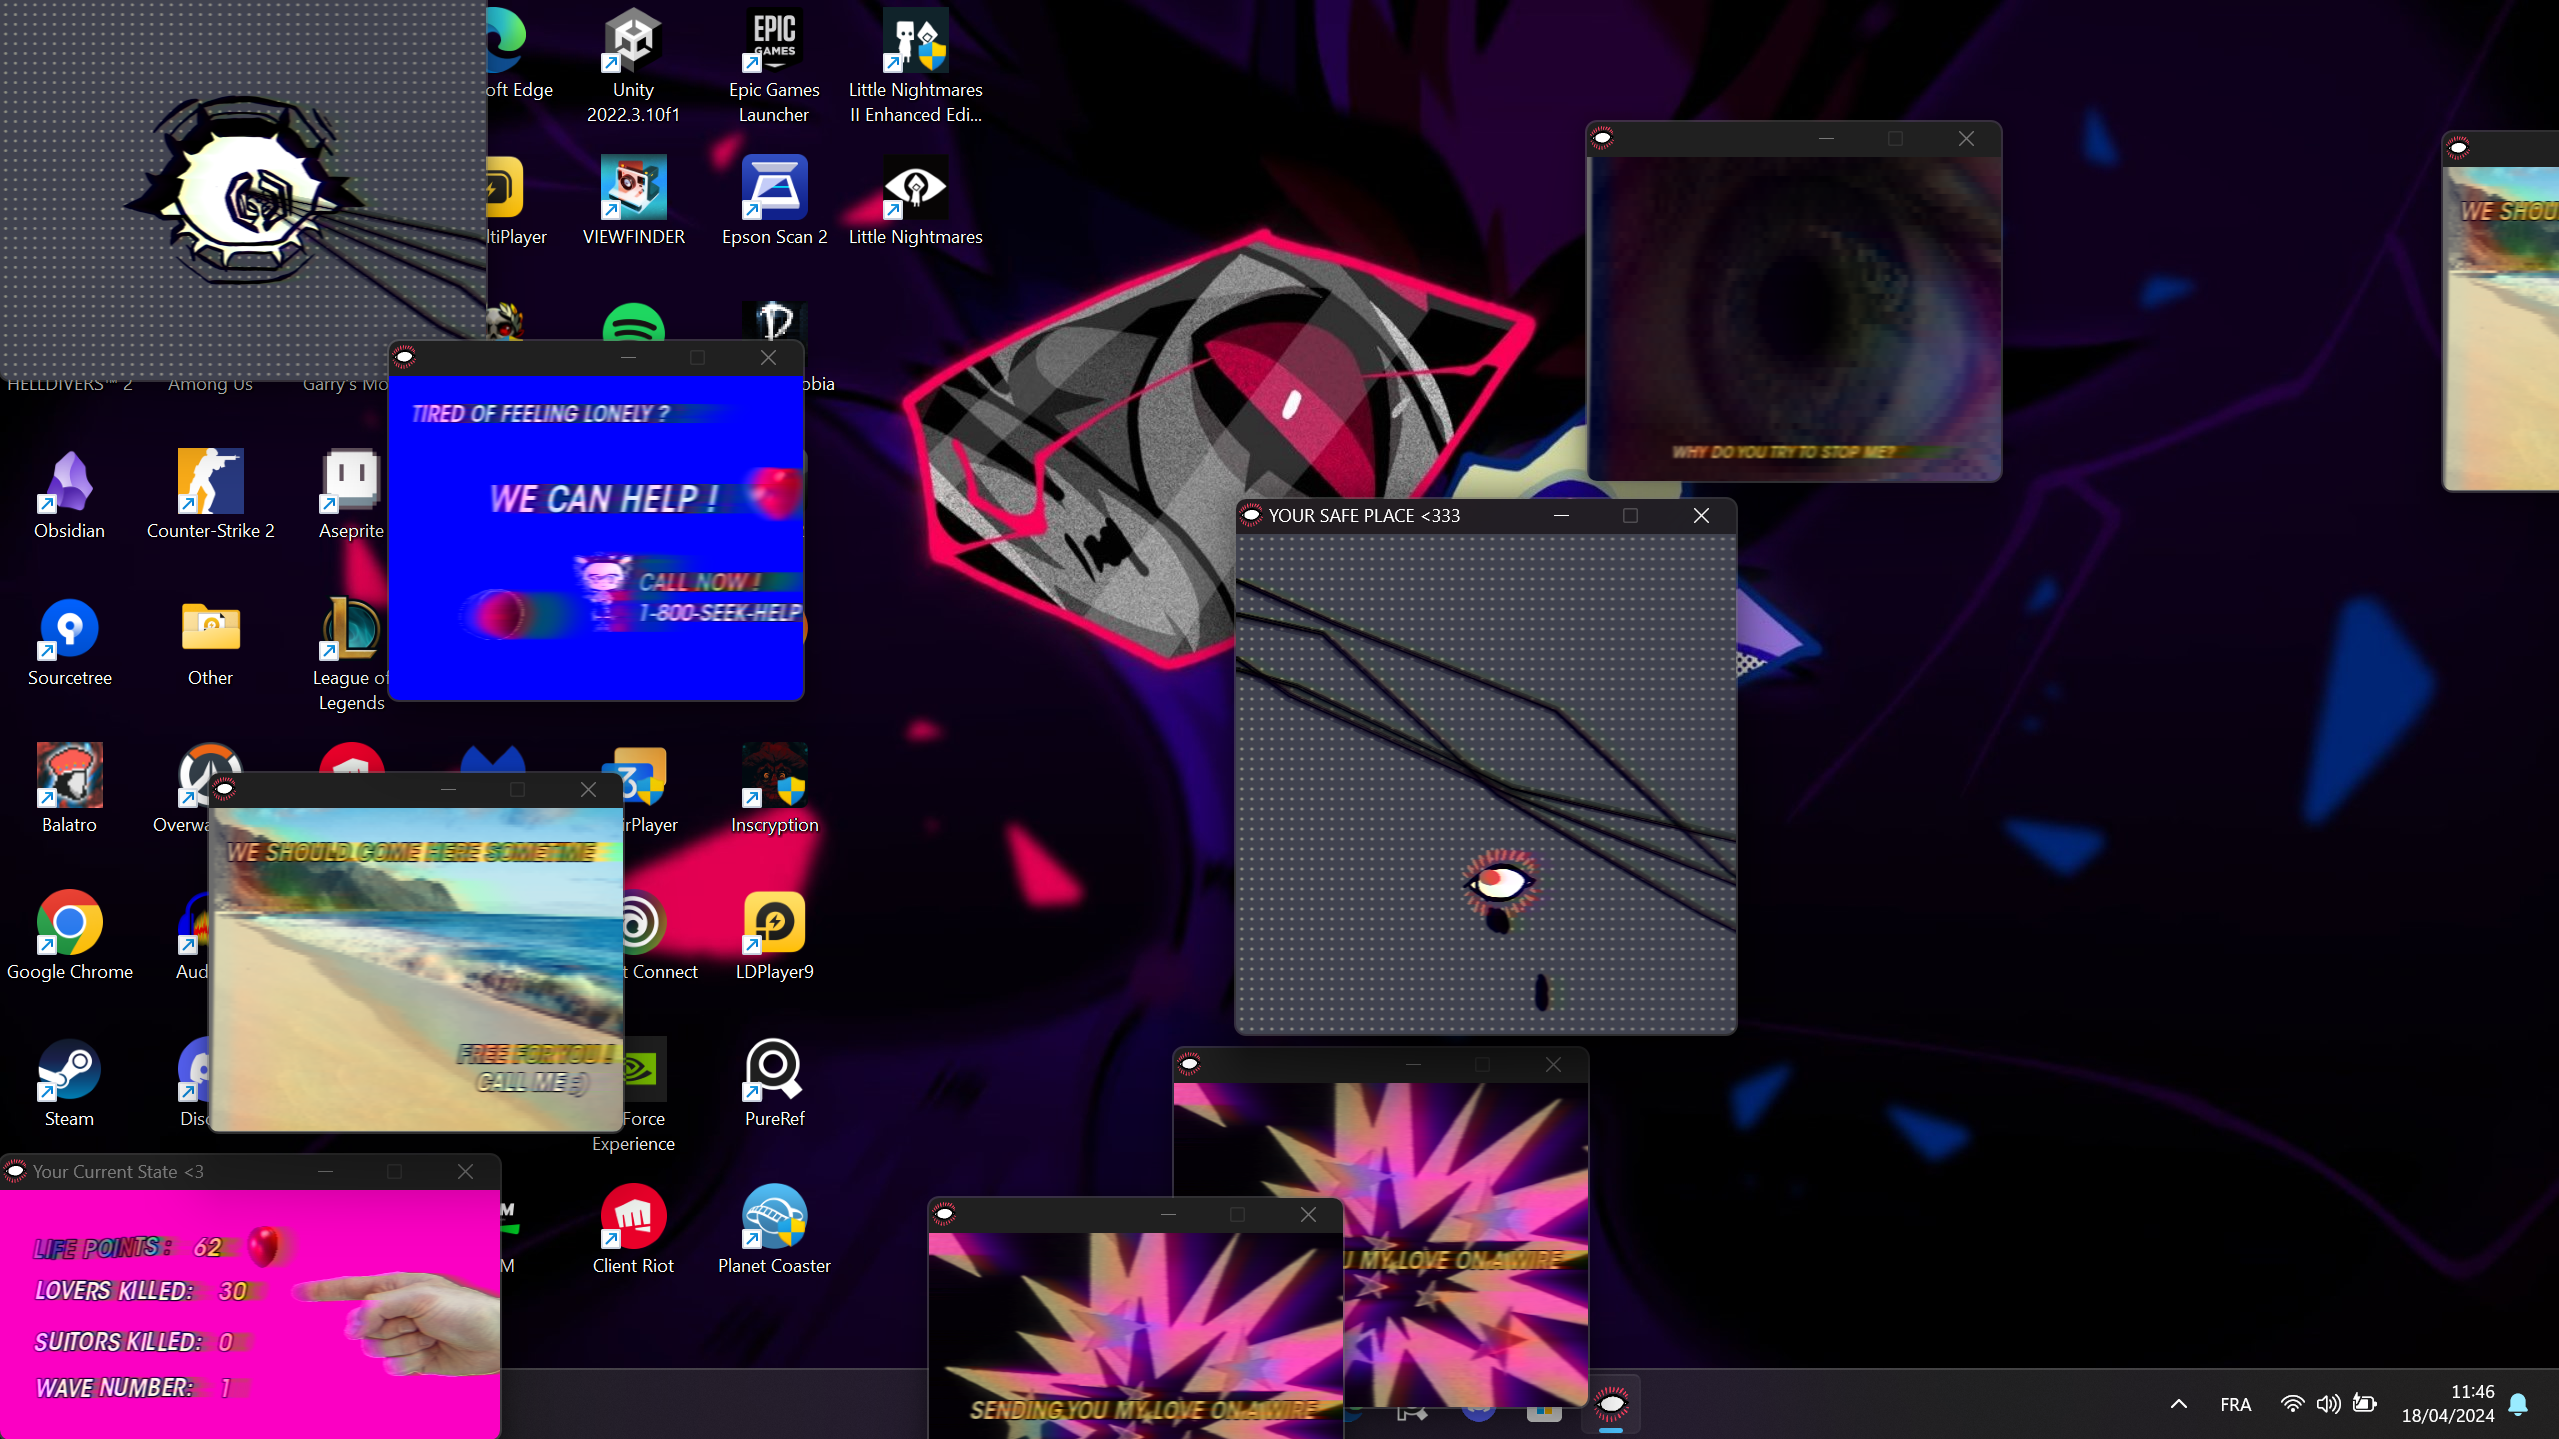 oft Edge
Unity
2022.3.10f1
EPIC
GAMES
Epic Games
Launcher
Little Nightmares
II Enhanced Edi...
ltiPlayer
VIEWFINDER
Epson Scan 2
Little Nightmares
HELLDIVERS™ 2
Among Us
Garry's Mo
obia
TIRED OF FEELING LONELY ?
WE CAN HELP !
CALL NOW !
1-800-SEEK-HELP
WHY DO YOU TRY TO STOP ME?
WE SHOU
YOUR SAFE PLACE <333
Obsidian
Counter-Strike 2
Aseprite
Sourcetree
Other
League of
Legends
Balatro
Overwa
irPlayer
Inscryption
WE SHOULD COME HERE SOMETIME
FREE FOR YOU !
CALL ME ;)
Google Chrome
Aud
t Connect
LDPlayer9
Steam
Disc
Force
Experience
PureRef
Your Current State <3
LIFE POINTS : 62
LOVERS KILLED: 30
SUITORS KILLED: 0
WAVE NUMBER: 1
M
M
Client Riot
Planet Coaster
U MY LOVE ON A WIRE
SENDING YOU MY LOVE ON A WIRE
FRA
11:46
18/04/2024